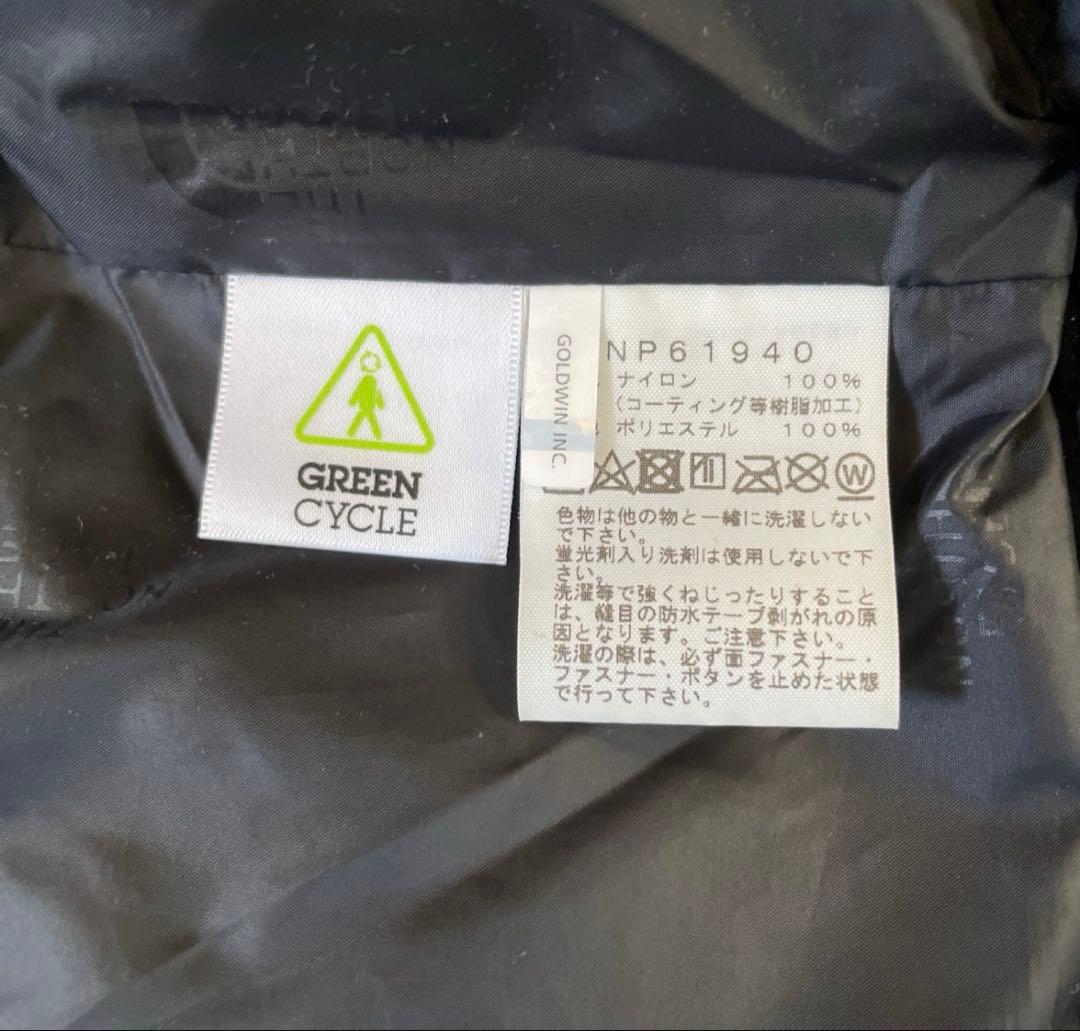 GREEN
CYCLE
GOLDWIN INC.
NP61940
ナイロン 100%
(コーティング等樹脂加工)
ポリエステル 100%
W
色物は他の物と一緒に洗濯しない
で下さい。
蛍光剤入り洗剤は使用しないで下
さい。
洗濯等で強くねじったりすること
は、縫目の防水テープ剥がれの原
因となります。ご注意下さい。
洗濯の際は、必ず面ファスナー・
ファスナー・ボタンを止めた状態
で行って下さい。